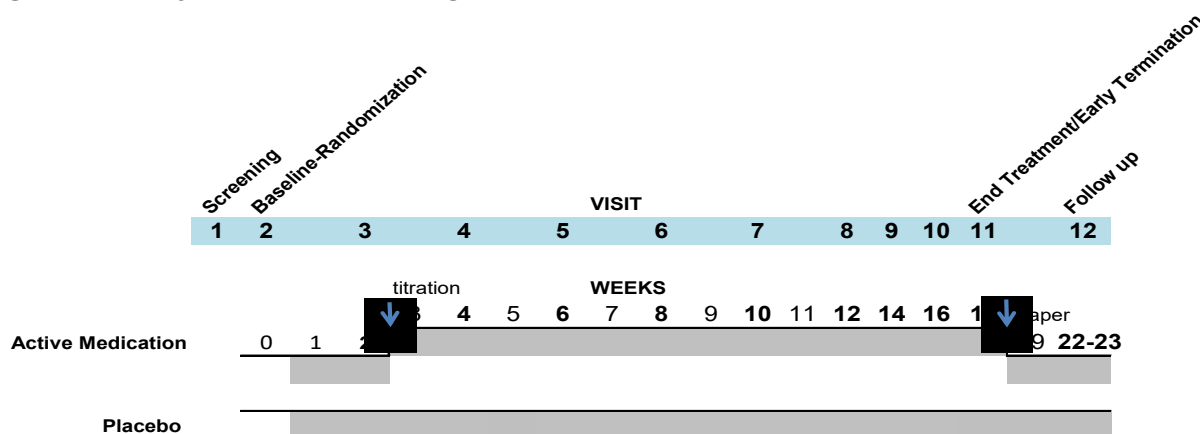 Screening
Baseline-Randomization
End Treatment/Early Termination
Follow up
VISIT
1 2 3 4 5 6 7 8 9 10 11 12
titration WEEKS
4 5 6 7 8 9 10 11 12 14 16
Active Medication 0 1 22-23
Placebo